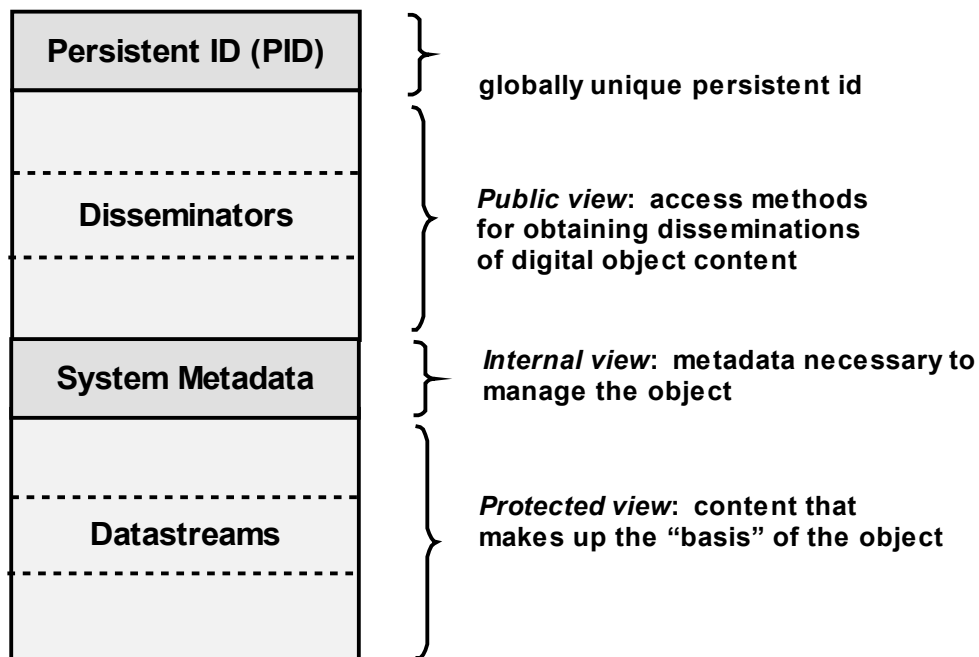 Persistent ID (PID)
globally unique persistent id
Disseminators
Public view: access methods
for obtaining disseminations
of digital object content
System Metadata
Internal view: metadata necessary to
manage the object
Datastreams
Protected view: content that
makes up the “basis” of the object